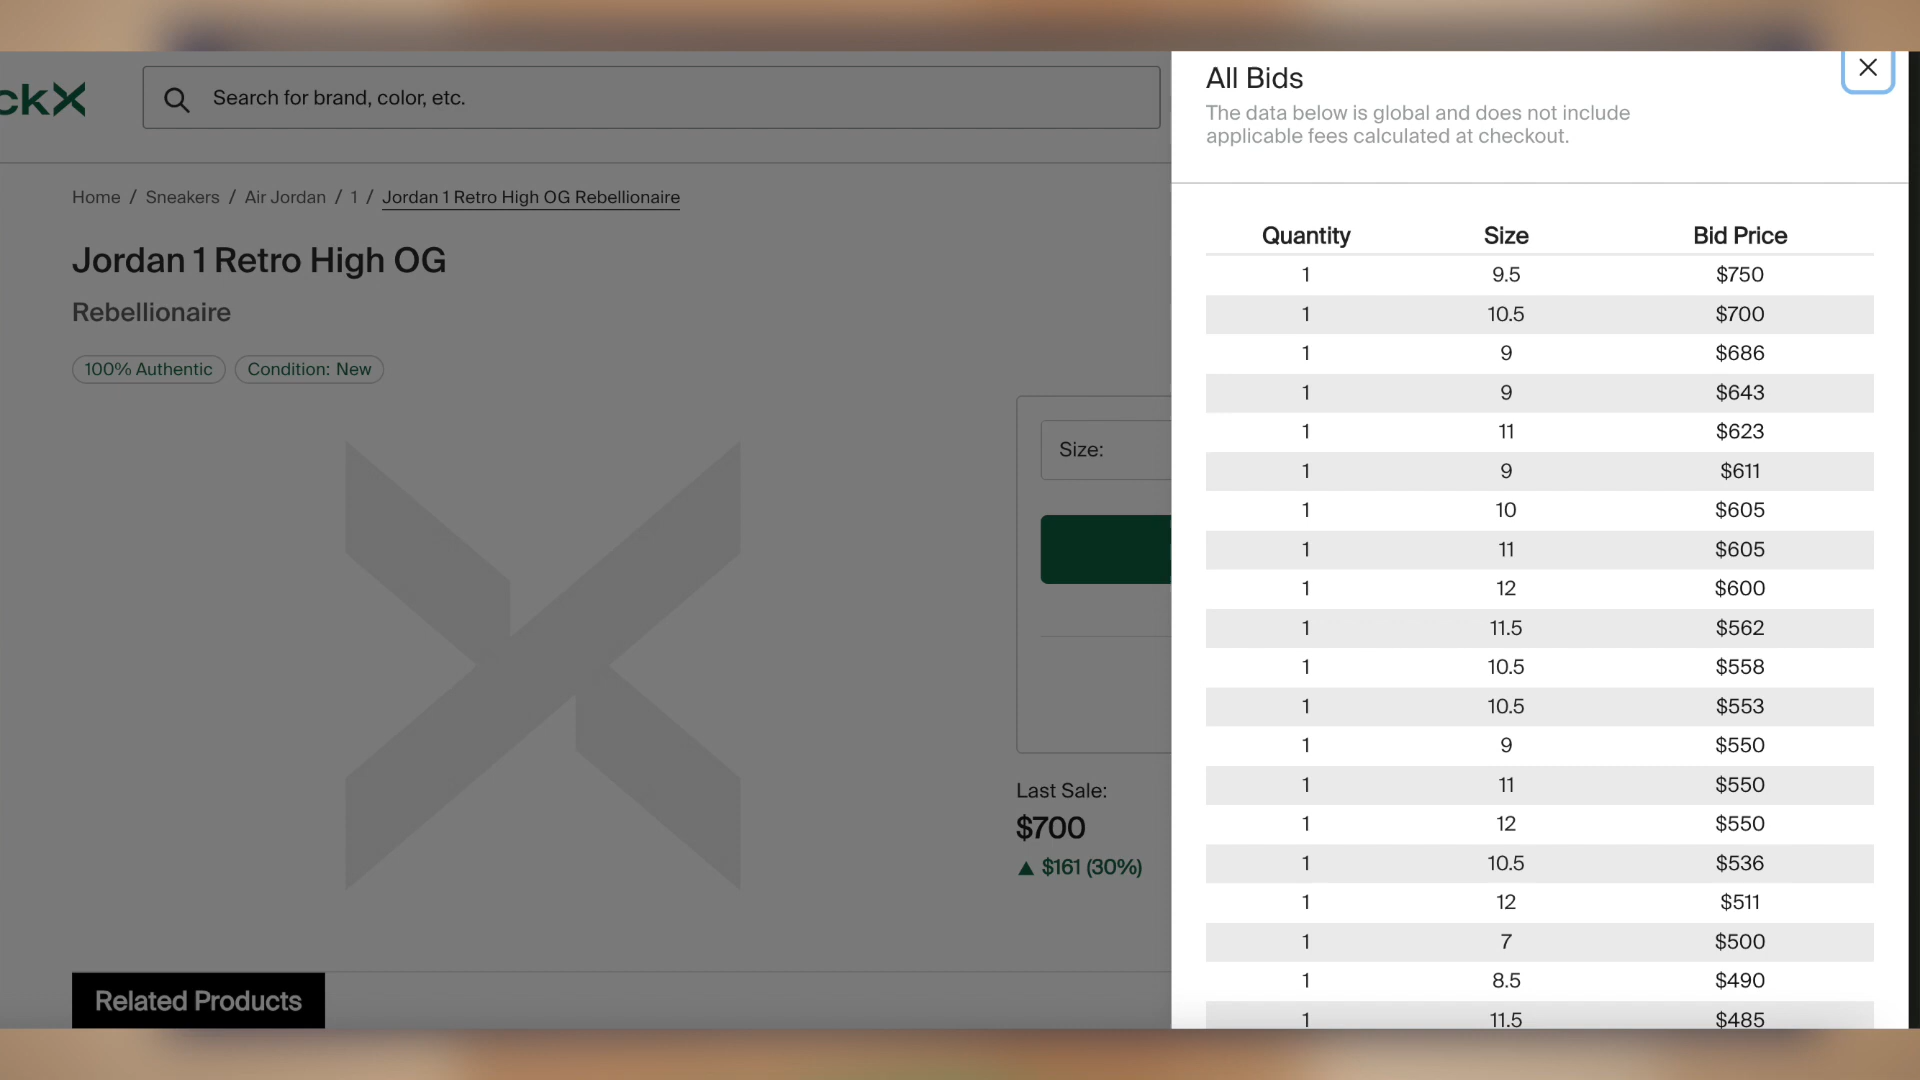 ckX
Search for brand, color, etc.
Home / Sneakers / Air Jordan / 1 / Jordan 1 Retro High OG Rebellionaire
Jordan 1 Retro High OG
Rebellionaire
100% Authentic
Condition: New
Size:
Last Sale:
$700
▲ $161 (30%)
Related Products
All Bids
The data below is global and does not include
applicable fees calculated at checkout.
Quantity Size Bid Price
1 9.5 $750
1 10.5 $700
1 9 $686
1 9 $643
1 11 $623
1 9 $611
1 10 $605
1 11 $605
1 12 $600
1 11.5 $562
1 10.5 $558
1 10.5 $553
1 9 $550
1 11 $550
1 12 $550
1 10.5 $536
1 12 $511
1 7 $500
1 8.5 $490
1 11.5 $485